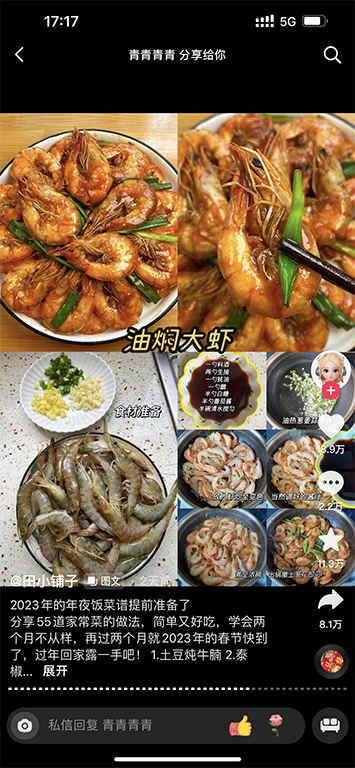 17:17
5G
青青青青 分享给你
油焖大虾
食材准备
一勺料酒
两勺生抽
一勺蚝油
一勺醋
半勺白糖
半勺番茄酱
半碗清水搅匀
油热葱姜蒜
2.2万
11.3万
8.1万
@田小铺子 图文 2天前
2023年的年夜饭菜谱提前准备了
分享55道家常菜的做法，简单又好吃，学会两
个月不从样，再过两个月就2023年的春节快到
了，过年回家露一手吧！ 1.土豆炖牛腩 2.泰
椒... 展开
私信回复 青青青青